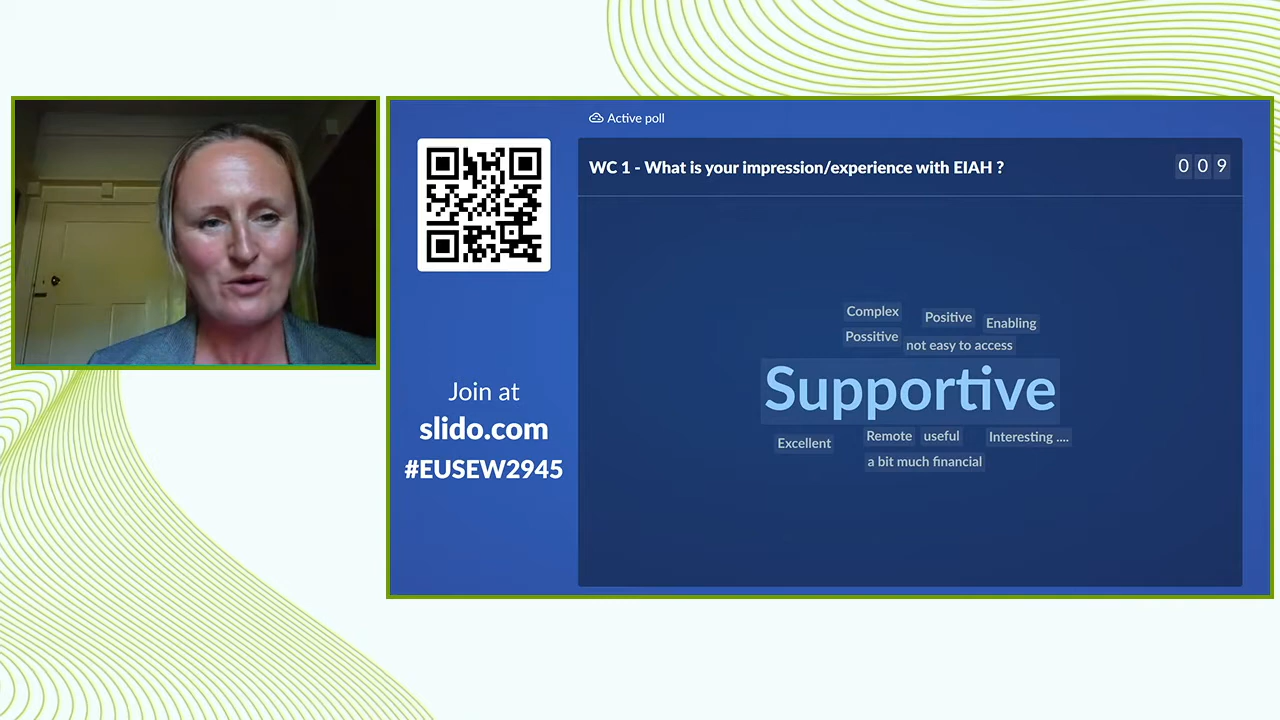 Active poll
WC 1 - What is your impression/experience with EIAH ?
0 0 9
Complex
Positive
Enabling
Possitive
not easy to access
Supportive
Excellent
Remote
useful
Interesting ....
a bit much financial
Join at
slido.com
#EUSEW2945